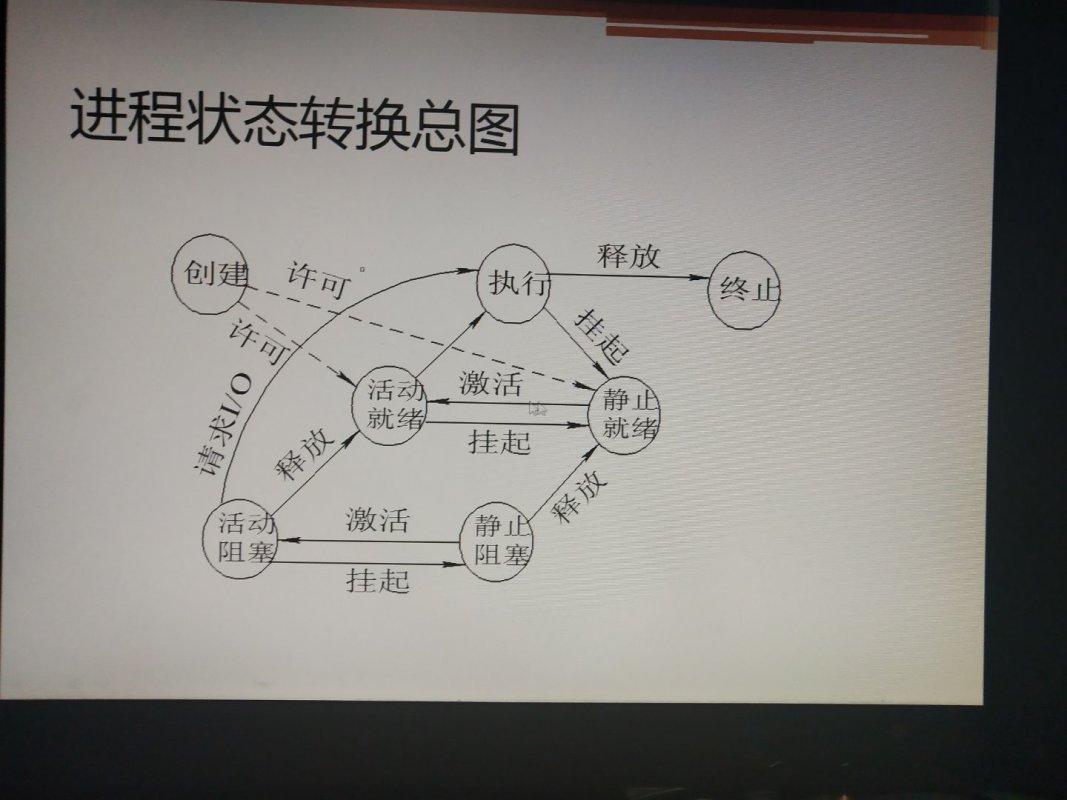 进程状态转换总图
创建
许可
执行
释放
终止
许可
挂起
请求I/O
活动
就绪
激活
挂起
静止
就绪
释放
释放
活动
阻塞
激活
挂起
静止
阻塞